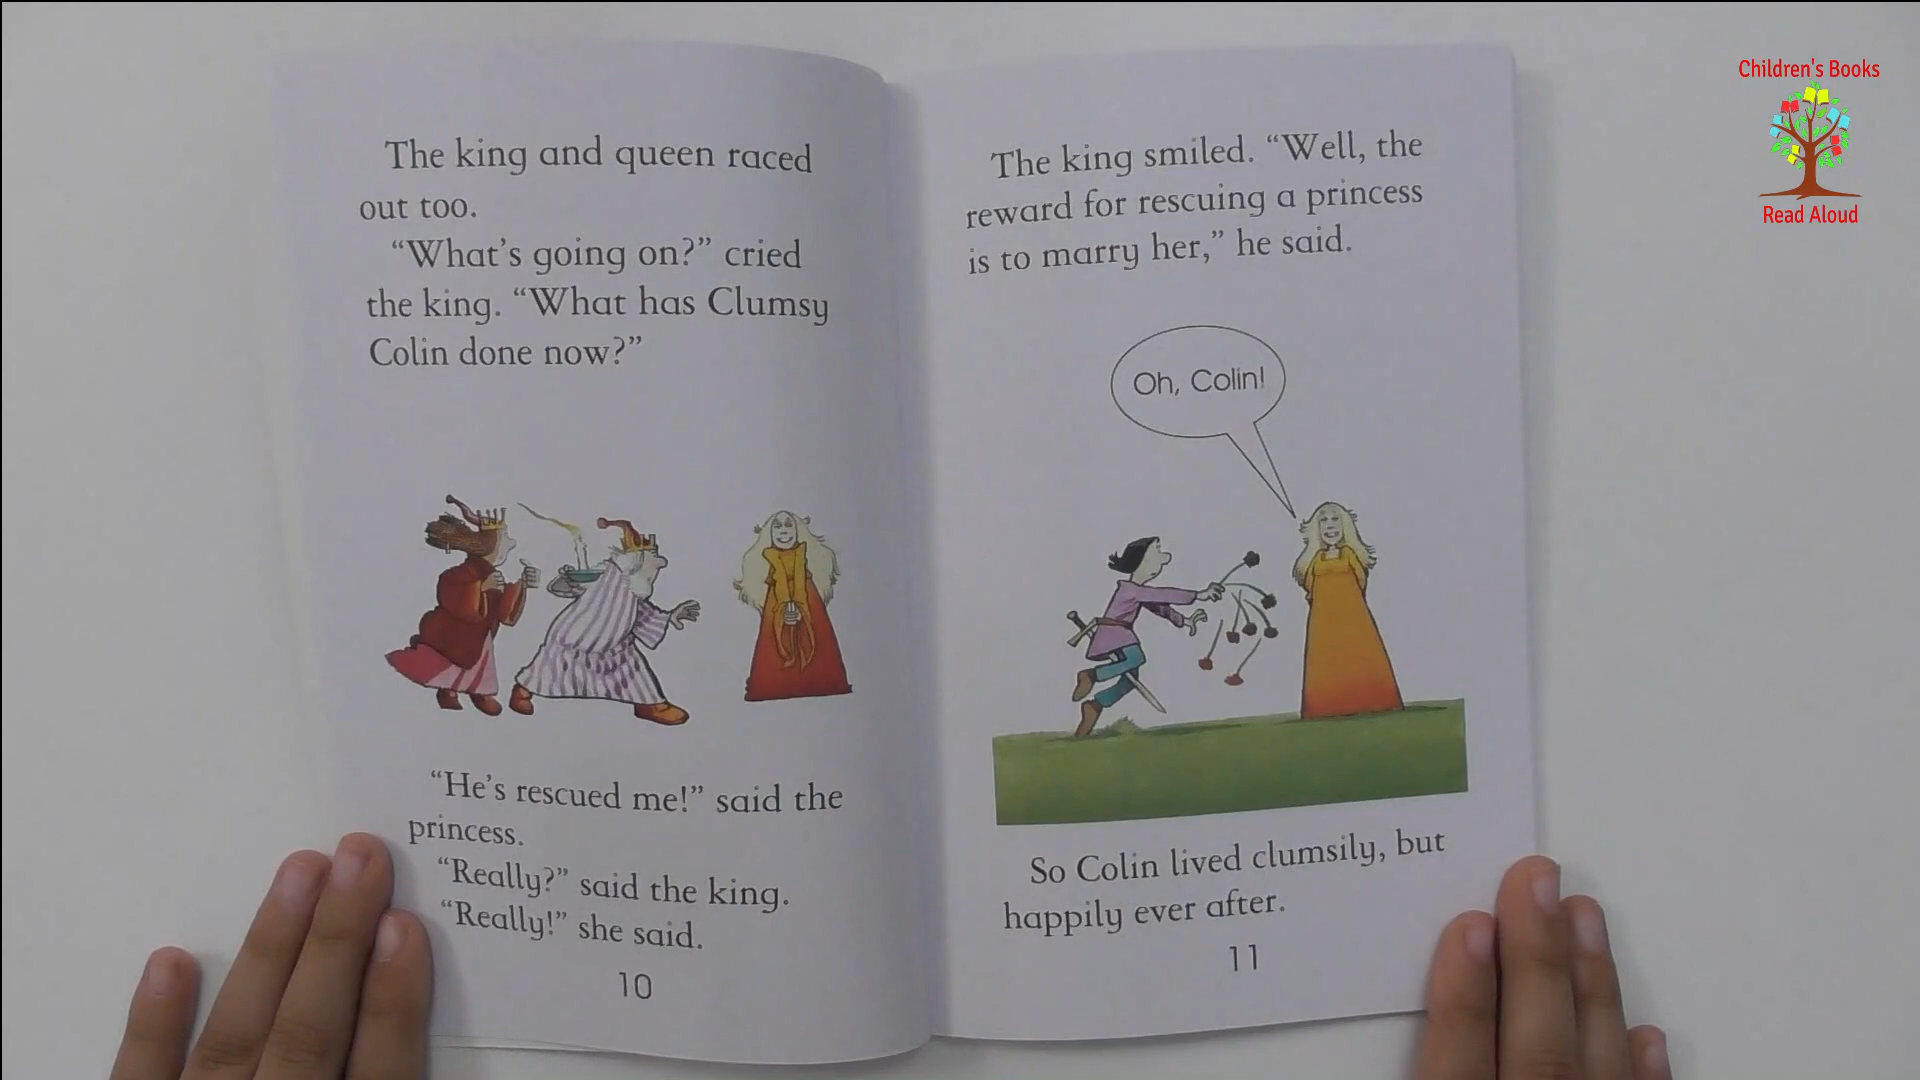 The king and queen raced
out too.
“What’s going on?” cried
the king. “What has Clumsy
Colin done now?”
“He’s rescued me!” said the
princess.
“Really?” said the king.
“Really!” she said.
10
The king smiled. “Well, the
reward for rescuing a princess
is to marry her,” he said.
Oh, Colin!
So Colin lived clumsily, but
happily ever after.
11
Children's Books
Read Aloud